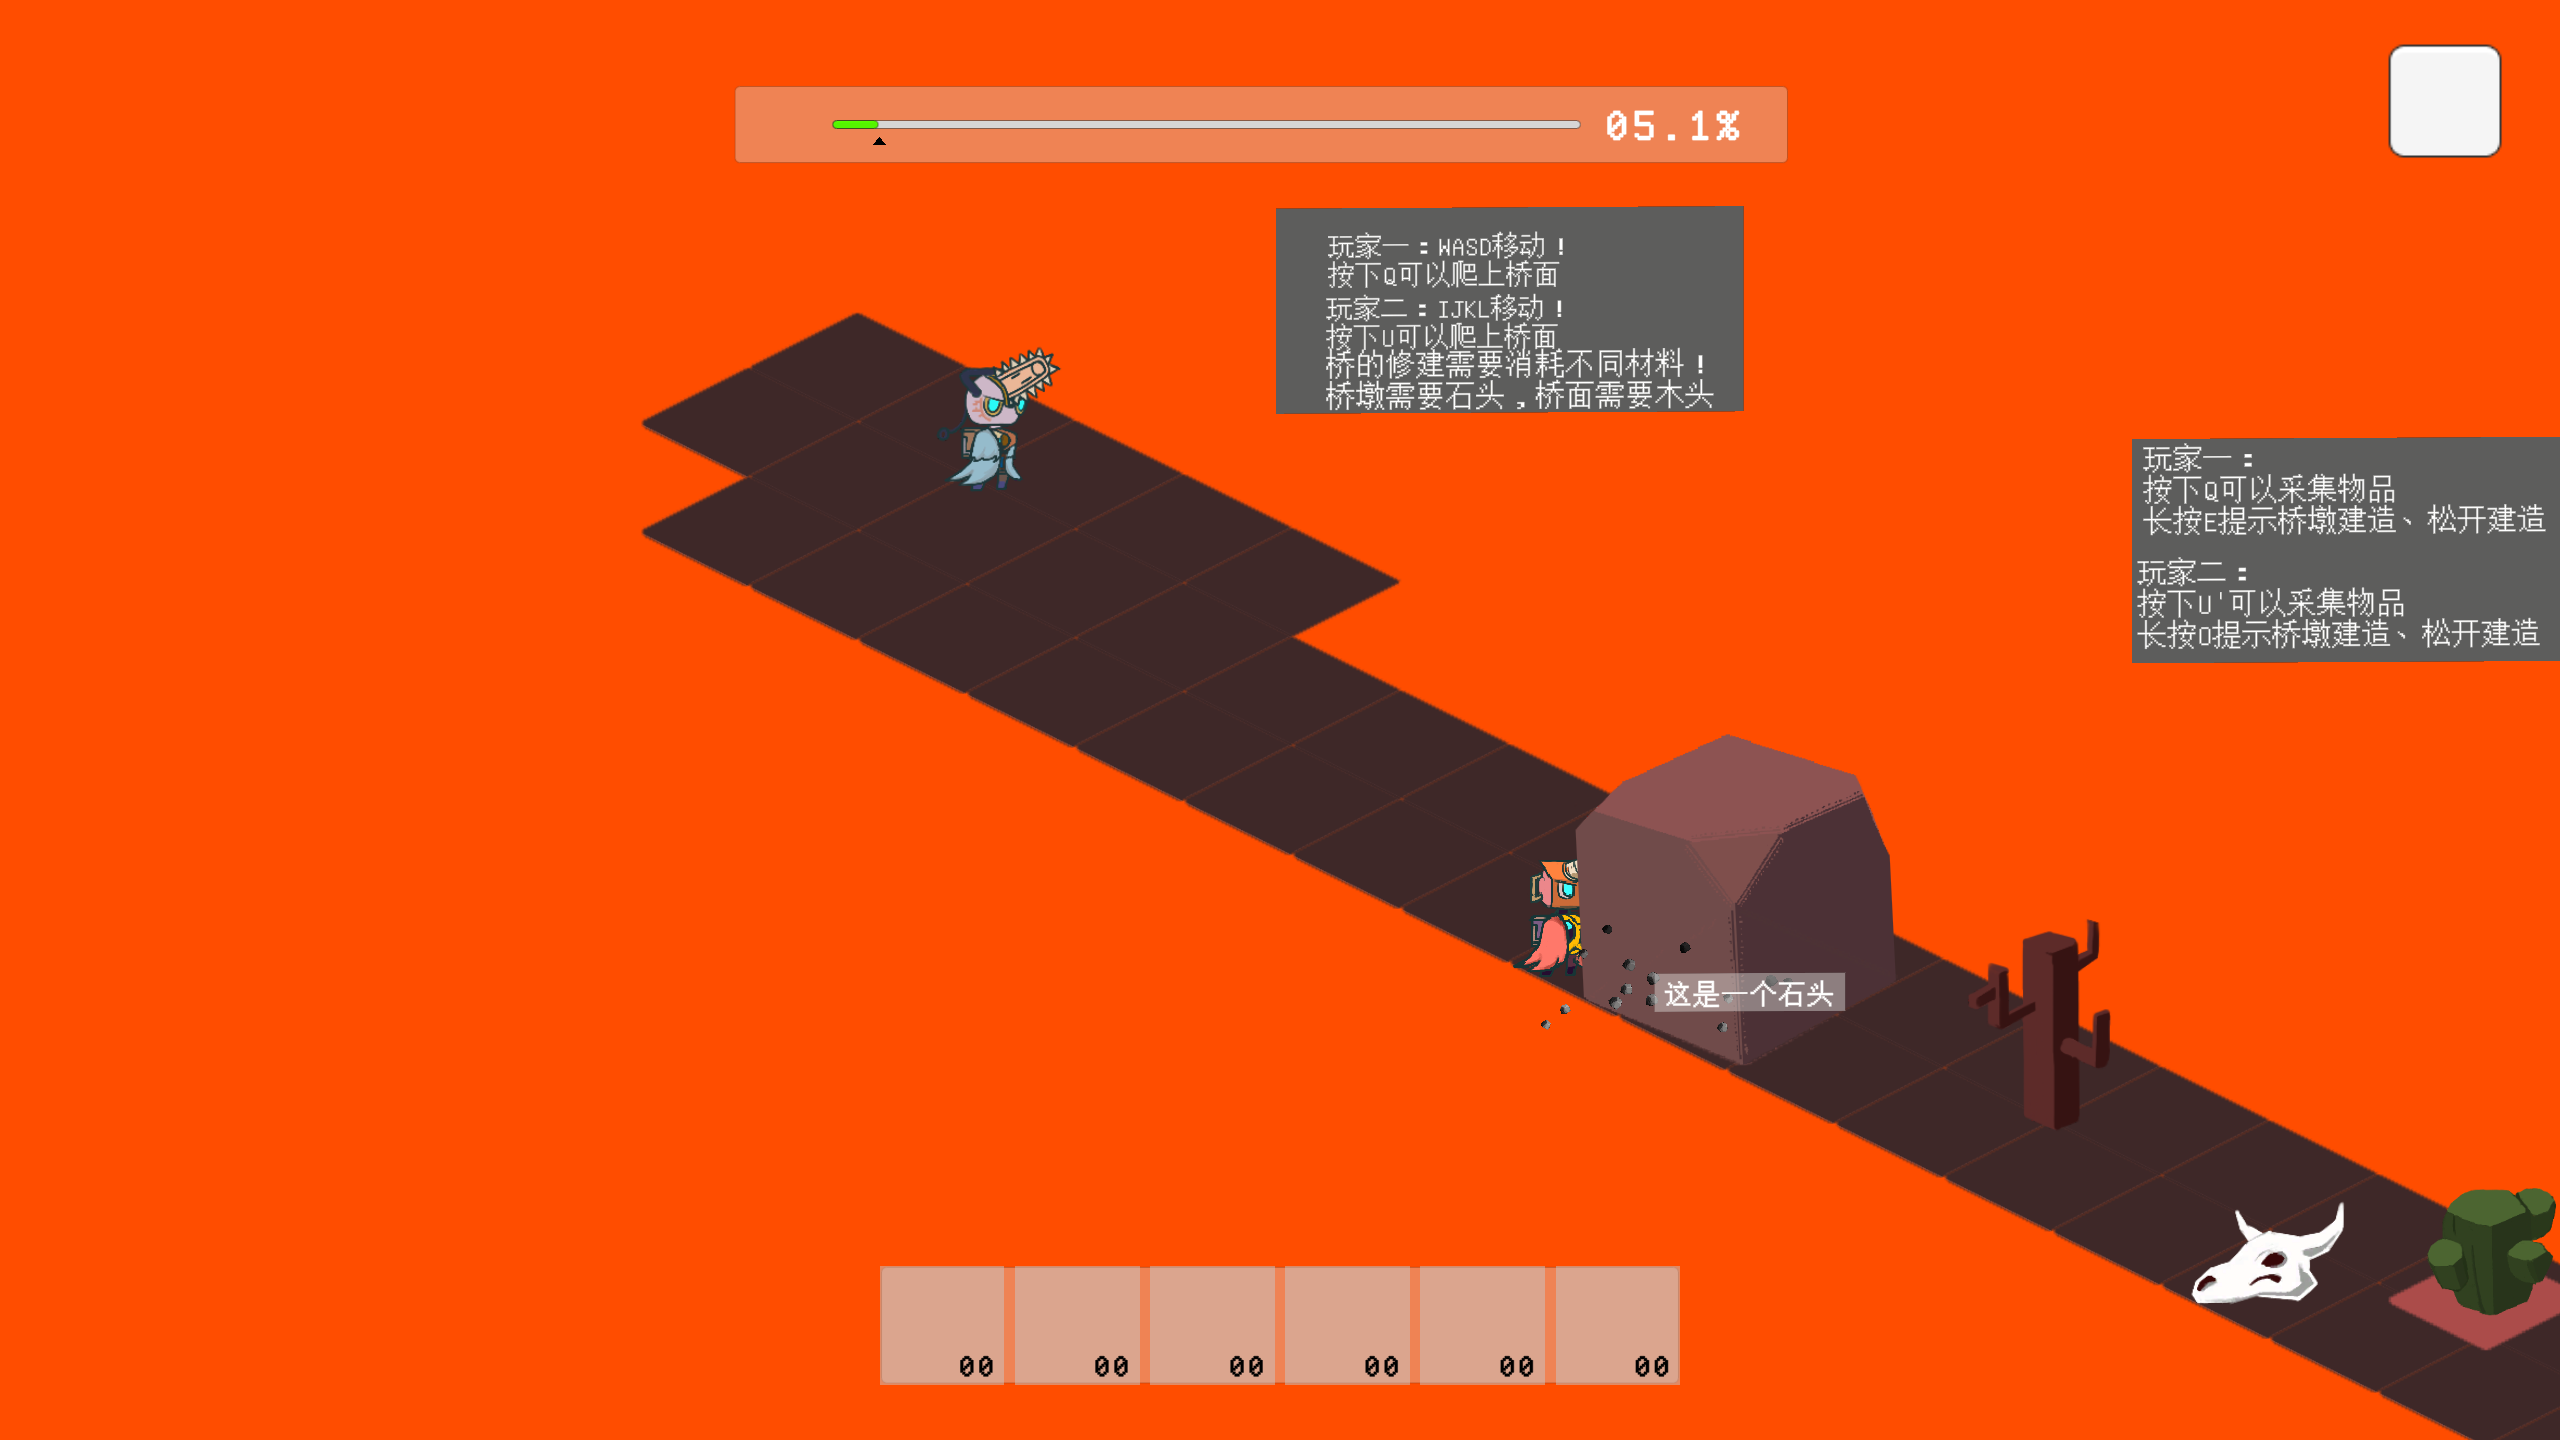 05.1%
玩家一：WASD移动！
按下Q可以爬上桥面
玩家二：IJKL移动！
按下U可以爬上桥面
桥的修建需要消耗不同材料！
桥墩需要石头，桥面需要木头
玩家一：
按下Q可以采集物品
长按E提示桥墩建造、松开建造
玩家二：
按下U'可以采集物品
长按O提示桥墩建造、松开建造
这是一个石头
00 00 00 00 00 00